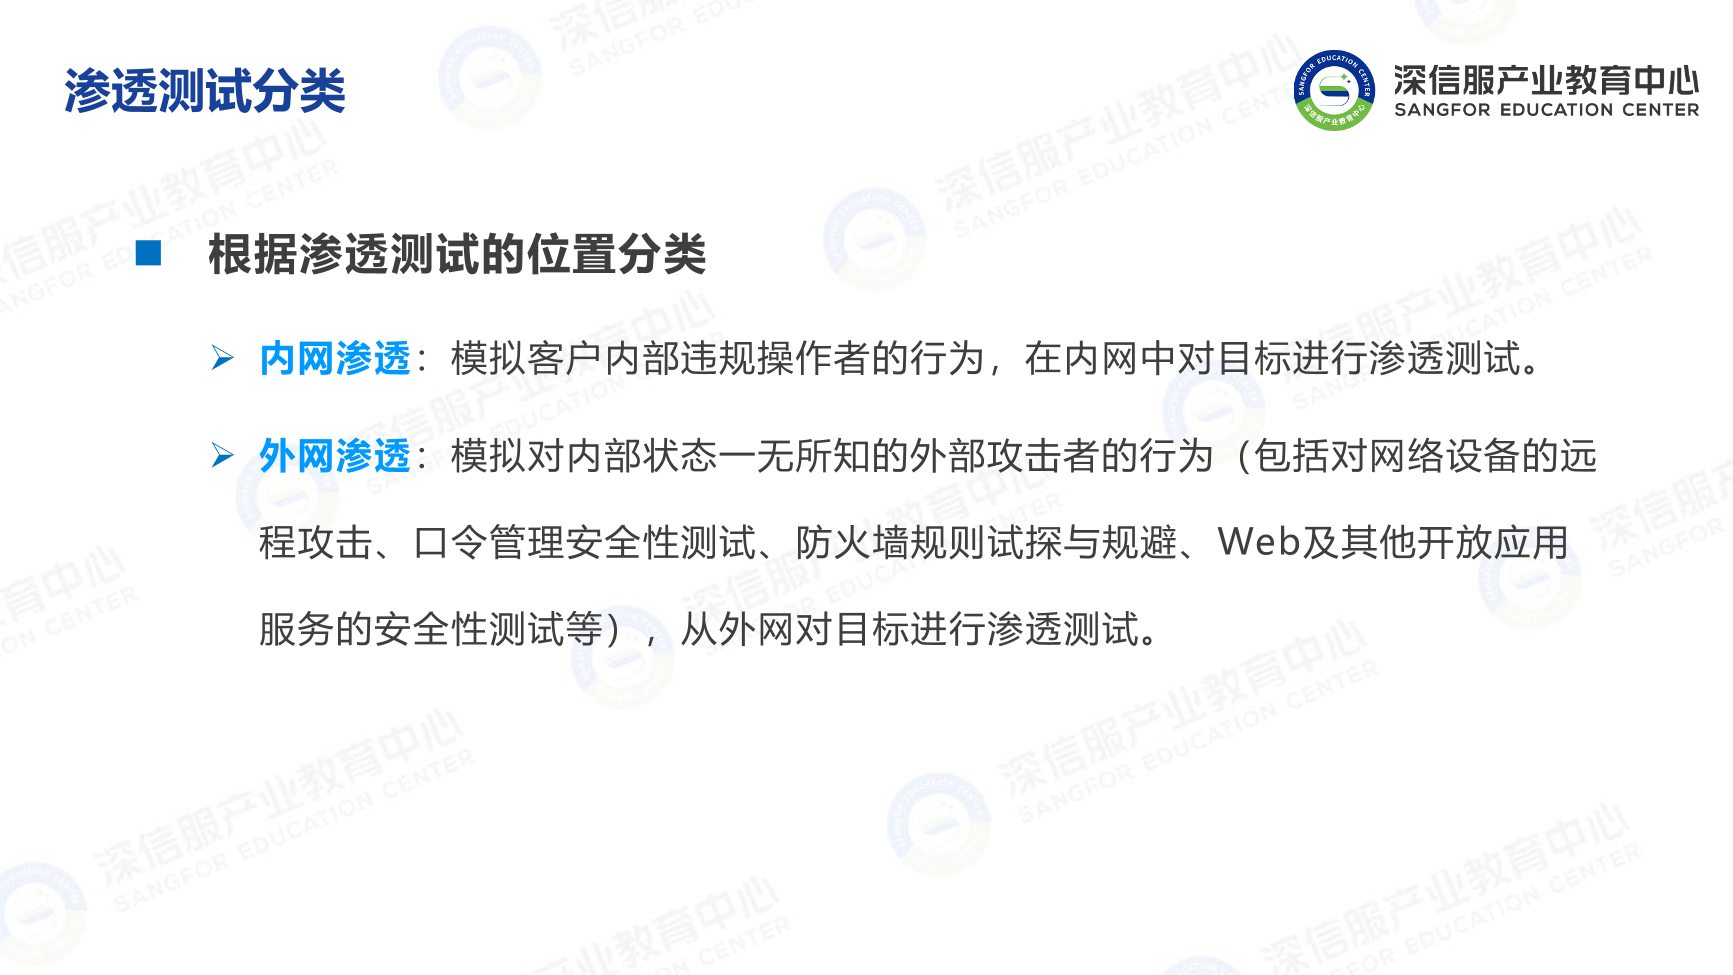 渗透测试分类
深信服产业教育中心
SANGFOR EDUCATION CENTER
根据渗透测试的位置分类
内网渗透：模拟客户内部违规操作者的行为，在内网中对目标进行渗透测试。
外网渗透：模拟对内部状态一无所知的外部攻击者的行为（包括对网络设备的远
程攻击、口令管理安全性测试、防火墙规则试探与规避、Web及其他开放应用
服务的安全性测试等），从外网对目标进行渗透测试。